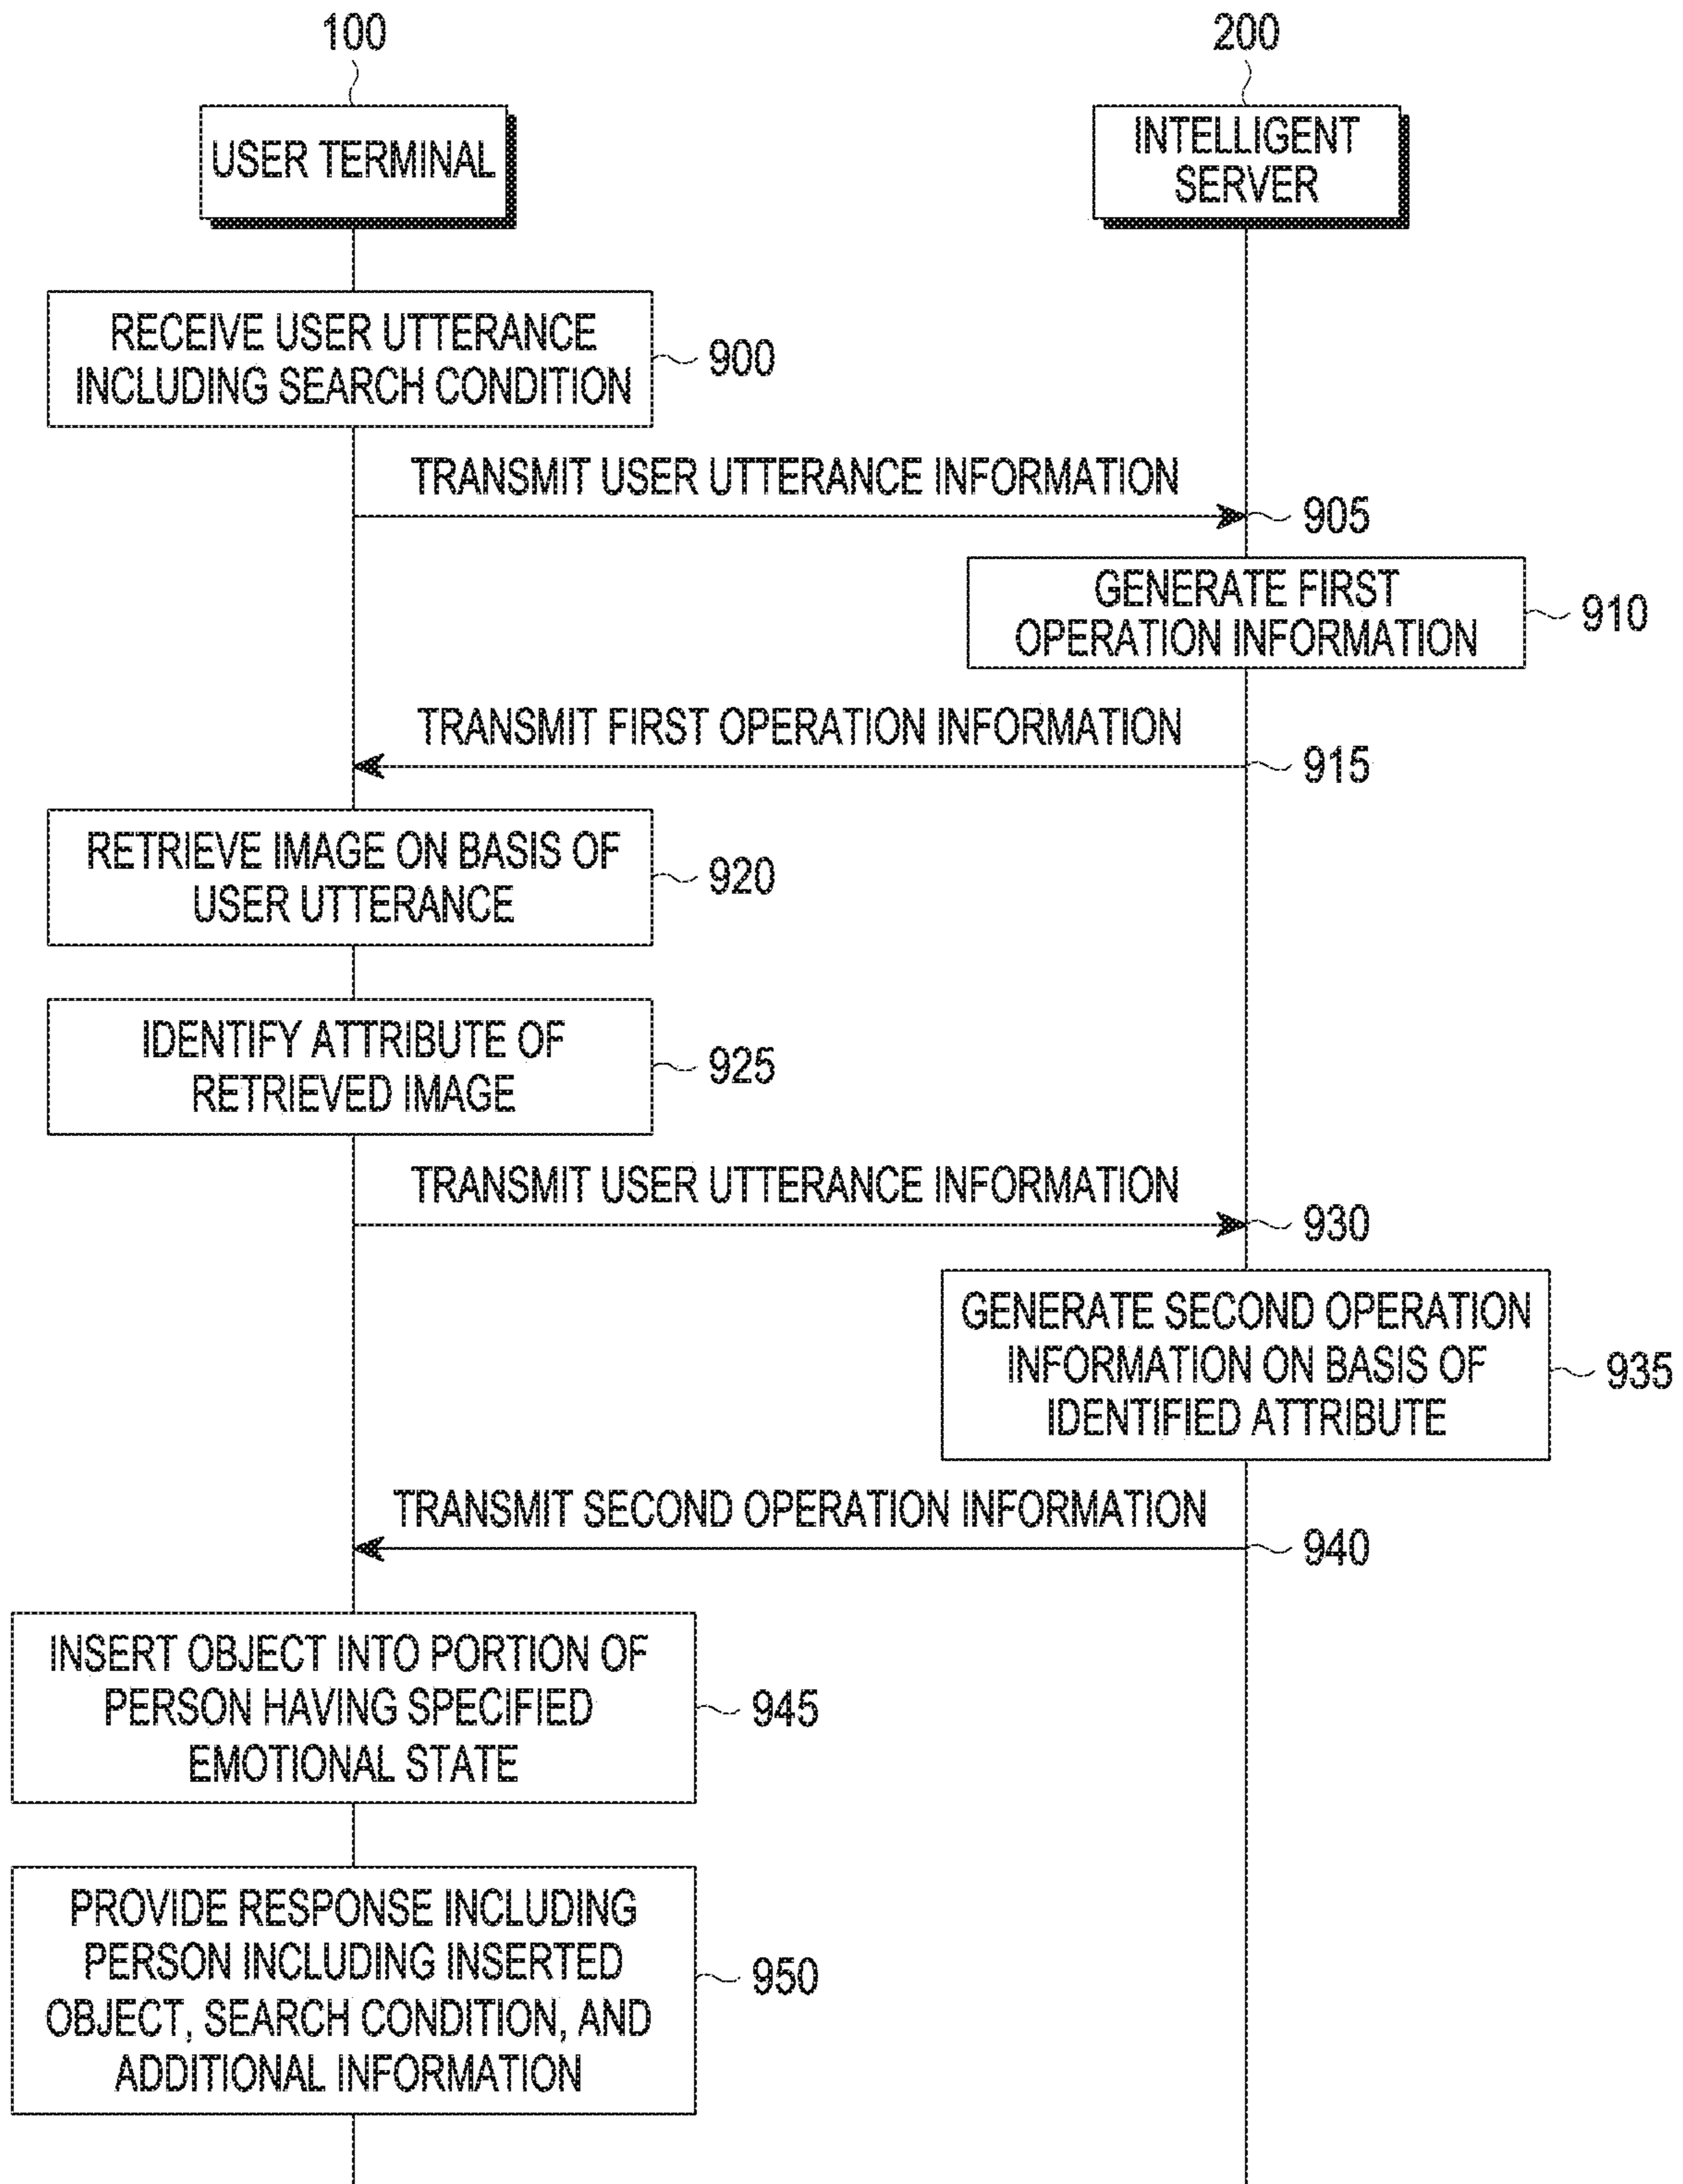 100
200
USER TERMINAL
INTELLIGENT
SERVER
RECEIVE USER UTTERANCE
INCLUDING SEARCH CONDITION
900
TRANSMIT USER UTTERANCE INFORMATION
905
GENERATE FIRST
OPERATION INFORMATION
910
TRANSMIT FIRST OPERATION INFORMATION
915
RETRIEVE IMAGE ON BASIS OF
USER UTTERANCE
920
IDENTIFY ATTRIBUTE OF
RETRIEVED IMAGE
925
TRANSMIT USER UTTERANCE INFORMATION
930
GENERATE SECOND OPERATION
INFORMATION ON BASIS OF
IDENTIFIED ATTRIBUTE
935
TRANSMIT SECOND OPERATION INFORMATION
940
INSERT OBJECT INTO PORTION OF
PERSON HAVING SPECIFIED
EMOTIONAL STATE
945
PROVIDE RESPONSE INCLUDING
PERSON INCLUDING INSERTED
OBJECT, SEARCH CONDITION, AND
ADDITIONAL INFORMATION
950